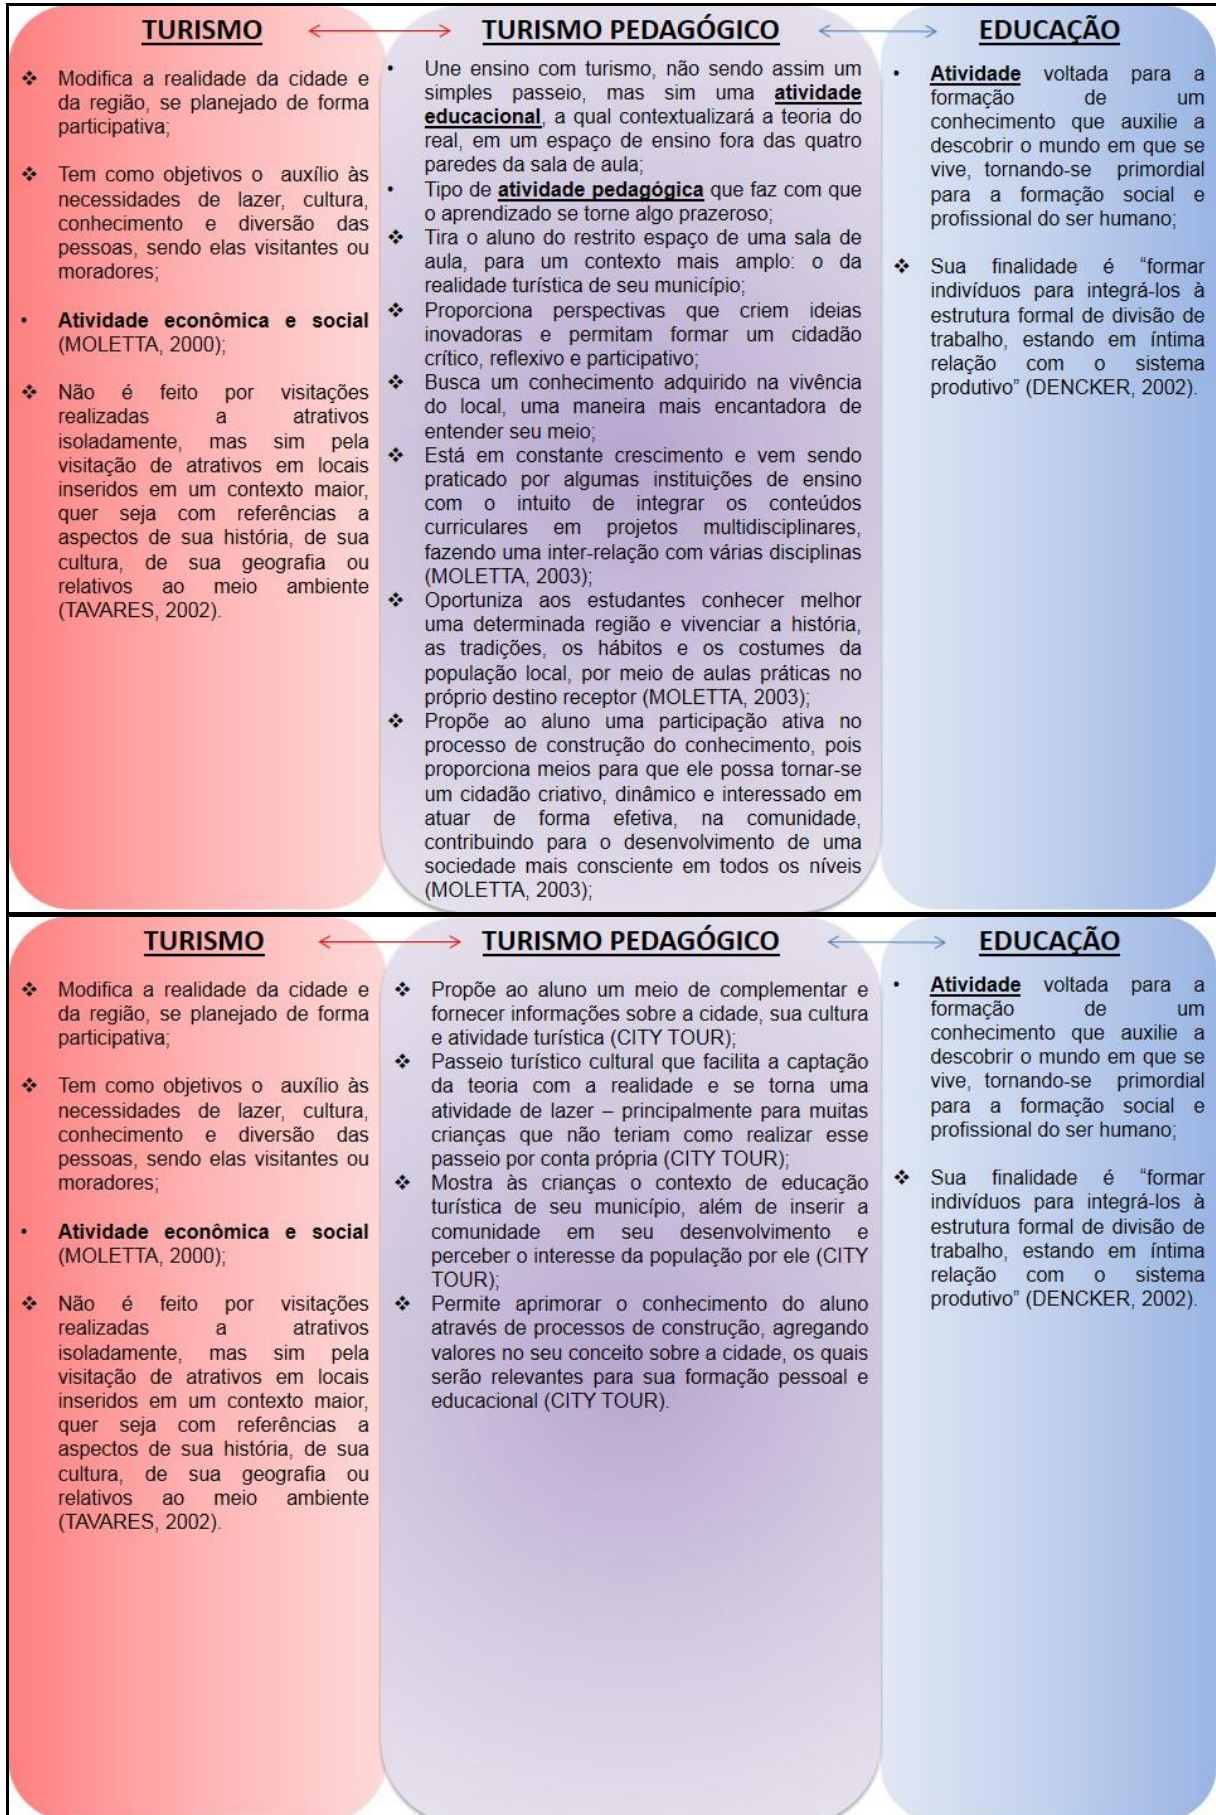 TURISMO
❖ Modifica a realidade da cidade e
da região, se planejado de forma
participativa;
❖ Tem como objetivos o auxílio às
necessidades de lazer, cultura,
conhecimento e diversão das
pessoas, sendo elas visitantes ou
moradores;
• Atividade econômica e social
(MOLETTA, 2000);
❖ Não é feito por visitações
realizadas a atrativos
isoladamente, mas sim pela
visitação de atrativos em locais
inseridos em um contexto maior,
quer seja com referências a
aspectos de sua história, de sua
cultura, de sua geografia ou
relativos ao meio ambiente
(TAVARES, 2002).
TURISMO PEDAGÓGICO
• Une ensino com turismo, não sendo assim um
simples passeio, mas sim uma atividade
educacional, a qual contextualizará a teoria do
real, em um espaço de ensino fora das quatro
paredes da sala de aula;
• Tipo de atividade pedagógica que faz com que
o aprendizado se torne algo prazeroso;
❖ Tira o aluno do restrito espaço de uma sala de
aula, para um contexto mais amplo: o da
realidade turística de seu município;
❖ Proporciona perspectivas que criem ideias
inovadoras e permitam formar um cidadão
crítico, reflexivo e participativo;
❖ Busca um conhecimento adquirido na vivência
do local, uma maneira mais encantadora de
entender seu meio;
❖ Está em constante crescimento e vem sendo
praticado por algumas instituições de ensino
com o intuito de integrar os conteúdos
curriculares em projetos multidisciplinares,
fazendo uma inter-relação com várias disciplinas
(MOLETTA, 2003);
❖ Oportuniza aos estudantes conhecer melhor
uma determinada região e vivenciar a história,
as tradições, os hábitos e os costumes da
população local, por meio de aulas práticas no
próprio destino receptor (MOLETTA, 2003);
❖ Propõe ao aluno uma participação ativa no
processo de construção do conhecimento, pois
proporciona meios para que ele possa tornar-se
um cidadão criativo, dinâmico e interessado em
atuar de forma efetiva, na comunidade,
contribuindo para o desenvolvimento de uma
sociedade mais consciente em todos os níveis
(MOLETTA, 2003);
EDUCAÇÃO
• Atividade voltada para a
formação de um
conhecimento que auxilie a
descobrir o mundo em que se
vive, tornando-se primordial
para a formação social e
profissional do ser humano;
❖ Sua finalidade é “formar
indivíduos para integrá-los à
estrutura formal de divisão de
trabalho, estando em íntima
relação com o sistema
produtivo” (DENCKER, 2002).
TURISMO
❖ Modifica a realidade da cidade e
da região, se planejado de forma
participativa;
❖ Tem como objetivos o auxílio às
necessidades de lazer, cultura,
conhecimento e diversão das
pessoas, sendo elas visitantes ou
moradores;
• Atividade econômica e social
(MOLETTA, 2000);
❖ Não é feito por visitações
realizadas a atrativos
isoladamente, mas sim pela
visitação de atrativos em locais
inseridos em um contexto maior,
quer seja com referências a
aspectos de sua história, de sua
cultura, de sua geografia ou
relativos ao meio ambiente
(TAVARES, 2002).
TURISMO PEDAGÓGICO
❖ Propõe ao aluno um meio de complementar e
fornecer informações sobre a cidade, sua cultura
e atividade turística (CITY TOUR);
❖ Passeio turístico cultural que facilita a captação
da teoria com a realidade e se torna uma
atividade de lazer – principalmente para muitas
crianças que não teriam como realizar esse
passeio por conta própria (CITY TOUR);
❖ Mostra às crianças o contexto de educação
turística de seu município, além de inserir a
comunidade em seu desenvolvimento e
perceber o interesse da população por ele (CITY
TOUR);
❖ Permite aprimorar o conhecimento do aluno
através de processos de construção, agregando
valores no seu conceito sobre a cidade, os quais
serão relevantes para sua formação pessoal e
educacional (CITY TOUR).
EDUCAÇÃO
• Atividade voltada para a
formação de um
conhecimento que auxilie a
descobrir o mundo em que se
vive, tornando-se primordial
para a formação social e
profissional do ser humano;
❖ Sua finalidade é “formar
indivíduos para integrá-los à
estrutura formal de divisão de
trabalho, estando em íntima
relação com o sistema
produtivo” (DENCKER, 2002).